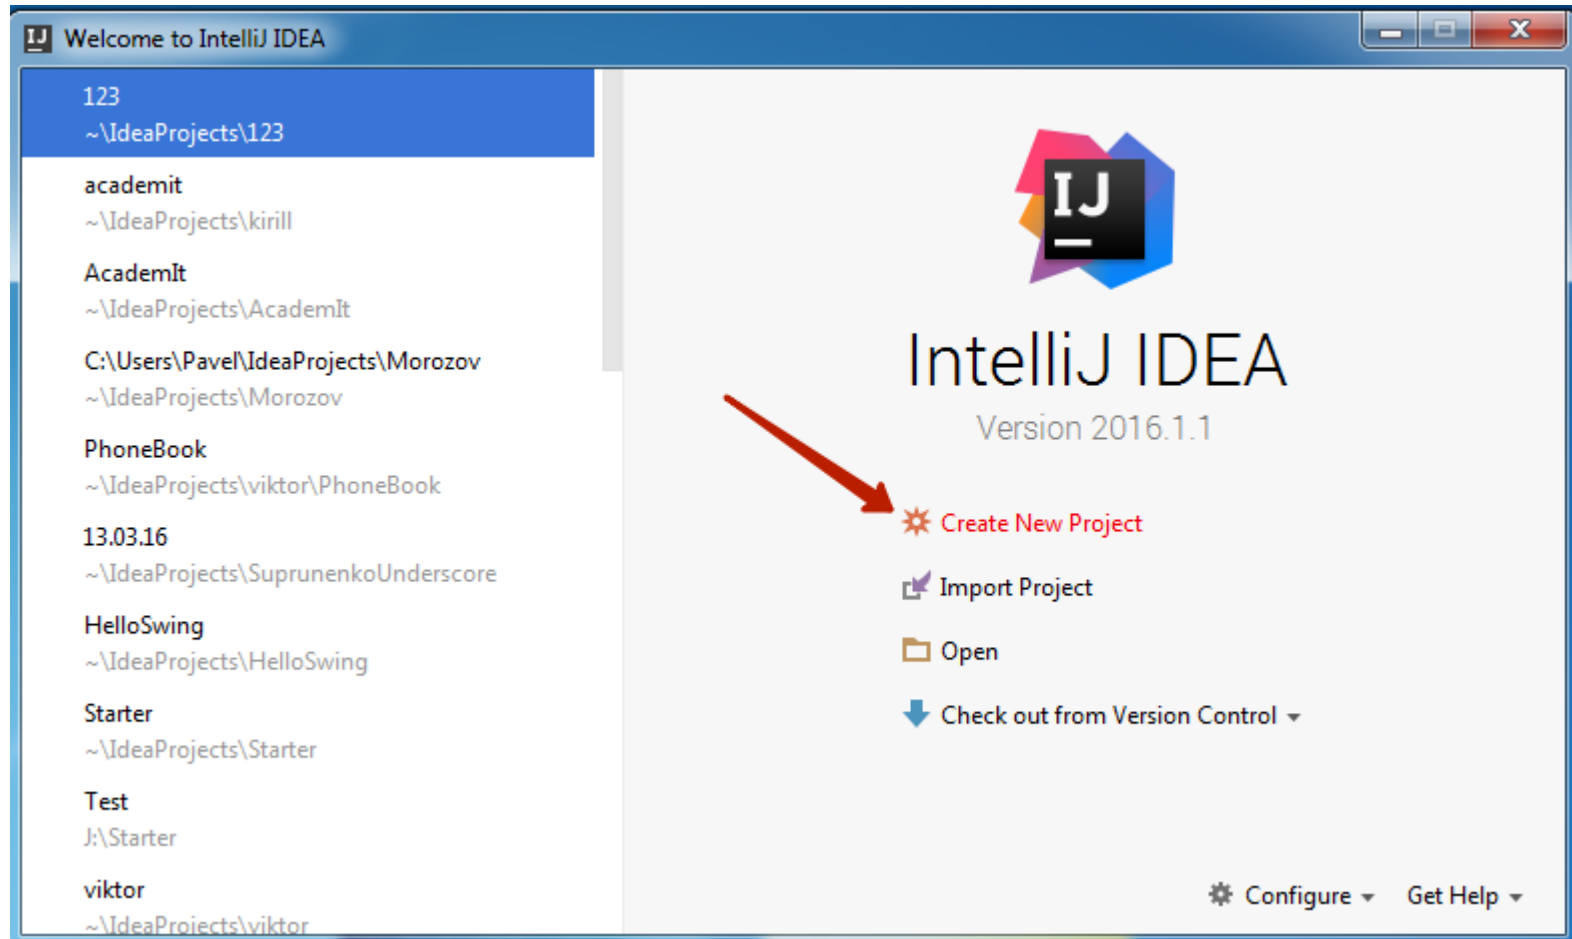 IJ Welcome to IntelliJ IDEA
123
~\IdeaProjects\123
academit
~\IdeaProjects\kirill
AcademIt
~\IdeaProjects\AcademIt
C:\Users\Pavel\IdeaProjects\Morozov
~\IdeaProjects\Morozov
PhoneBook
~\IdeaProjects\viktor\PhoneBook
13.03.16
~\IdeaProjects\SuprunenkoUnderscore
HelloSwing
~\IdeaProjects\HelloSwing
Starter
~\IdeaProjects\Starter
Test
J:\Starter
viktor
~\IdeaProjects\viktor
IJ
IntelliJ IDEA
Version 2016.1.1
Create New Project
Import Project
Open
Check out from Version Control
Configure
Get Help